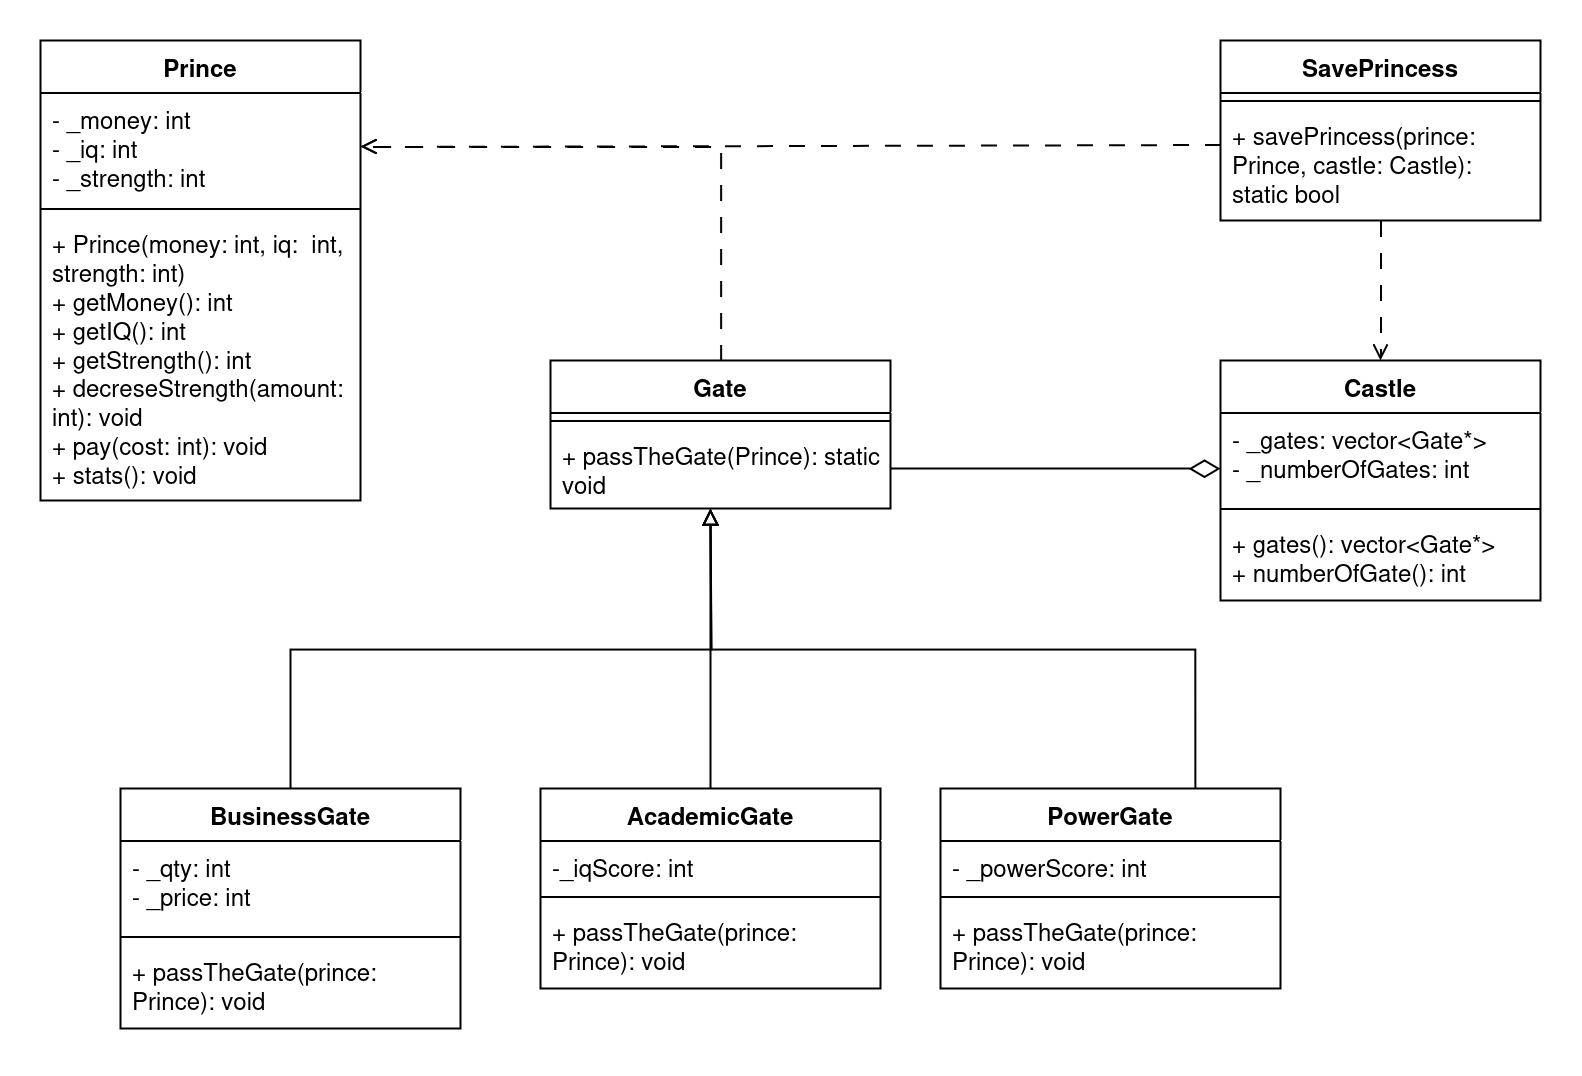 Prince
- _money: int
- _iq: int
- _strength: int
+ Prince(money: int, iq:  int,
strength: int)
+ getMoney(): int
+ getIQ(): int
+ getStrength(): int
+ decreseStrength(amount:
int): void
+ pay(cost: int): void
+ stats(): void
SavePrincess
+ savePrincess(prince:
Prince, castle: Castle):
static bool
Gate
+ passTheGate(Prince): static
void
Castle
- _gates: vector<Gate*>
- _numberOfGates: int
+ gates(): vector<Gate*>
+ numberOfGate(): int
BusinessGate
- _qty: int
- _price: int
+ passTheGate(prince:
Prince): void
AcademicGate
-_iqScore: int
+ passTheGate(prince:
Prince): void
PowerGate
- _powerScore: int
+ passTheGate(prince:
Prince): void